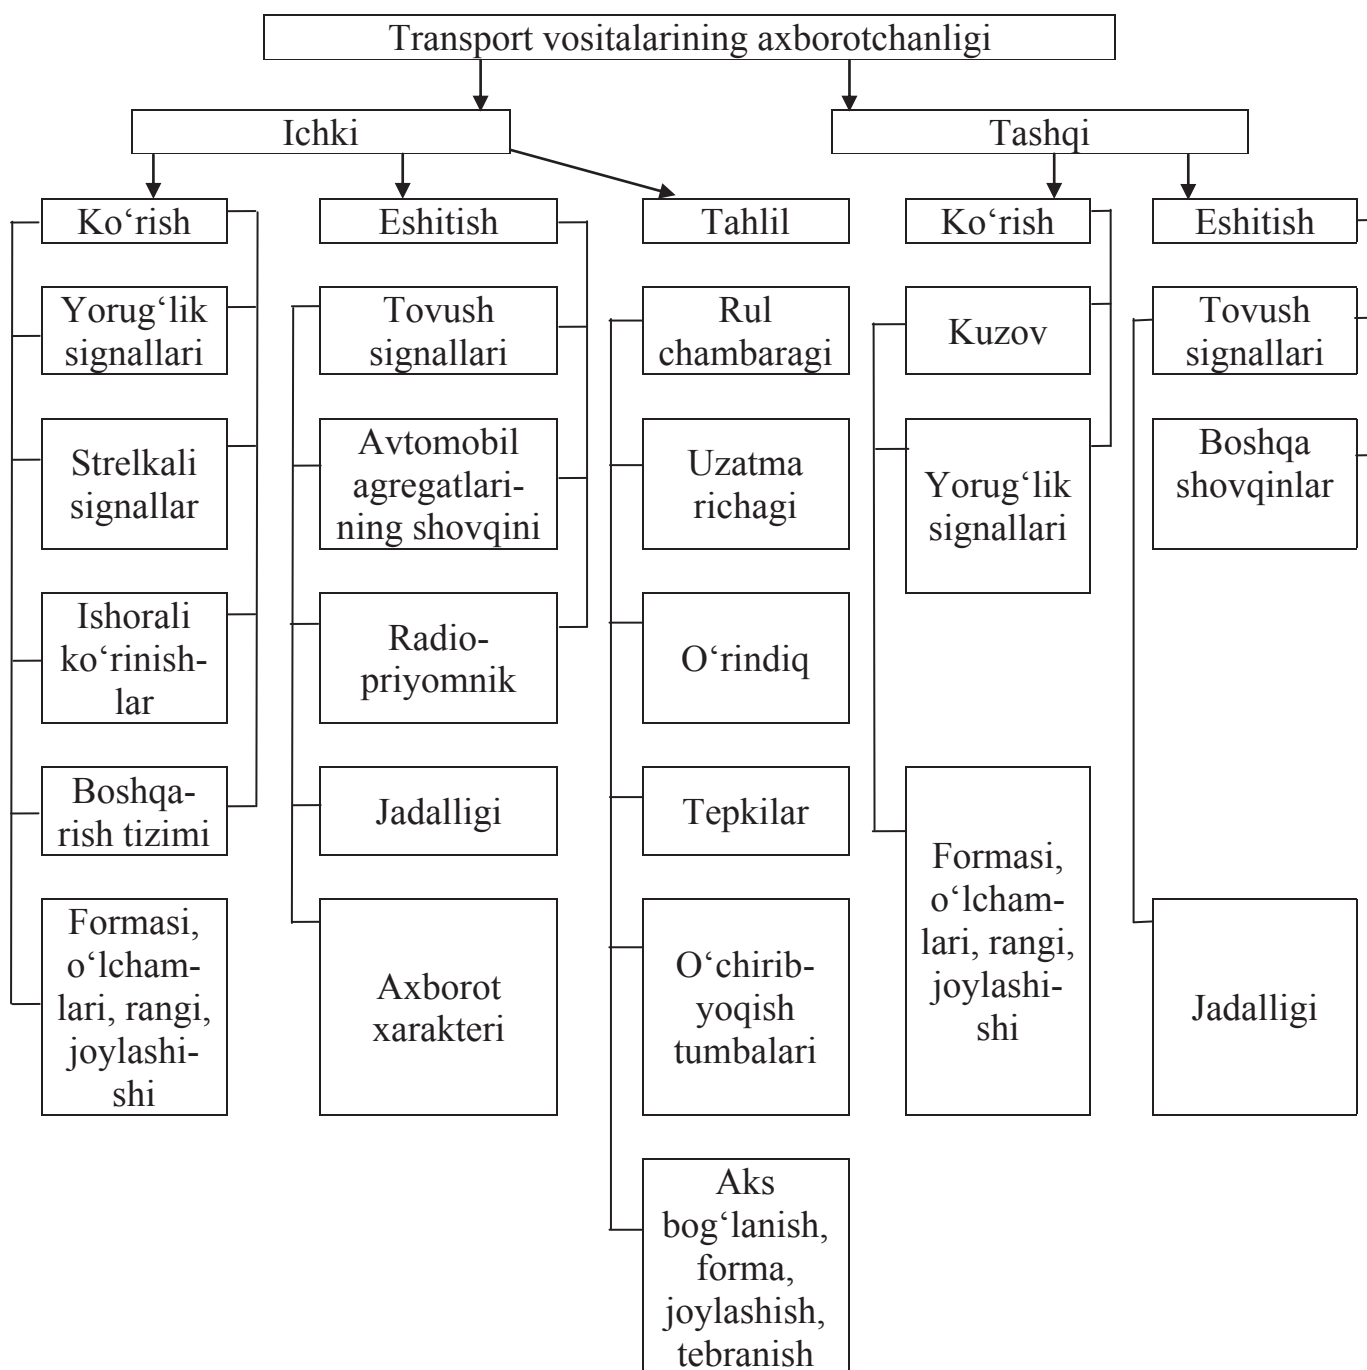 Transport vositalarining axborotchanligi
Ichki
Tashqi
Ko‘rish
Eshitish
Tahlil
Ko‘rish
Eshitish
Yorug‘lik
signallari
Tovush
signallari
Rul
chambaragi
Kuzov
Tovush
signallari
Strelkali
signallar
Avtomobil
agregatlari-
ning shovqini
Uzatma
richagi
Yorug‘lik
signallari
Boshqa
shovqinlar
Ishorali
ko‘rinish-
lar
Radio-
priyomnik
O‘rindiq
Boshqa-
rish tizimi
Jadalligi
Tepkilar
Formasi,
o‘lcham-
lari, rangi,
joylashi-
shi
Formasi,
o‘lcham-
lari, rangi,
joylashi-
shi
Axborot
xarakteri
O‘chirib-
yoqish
tumbalari
Jadalligi
Aks
bog‘lanish,
forma,
joylashish,
tebranish